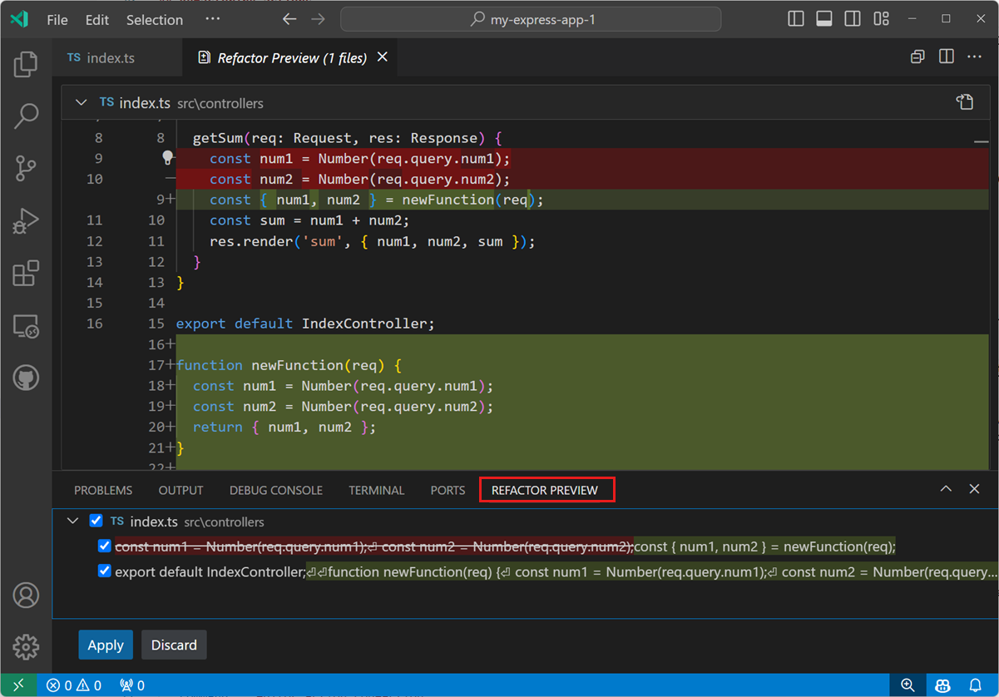 File Edit Selection ··· my-express-app-1
TS index.ts Refactor Preview (1 files)
TS index.ts src\controllers
8 8 getSum(req: Request, res: Response) {
9 const num1 = Number(req.query.num1);
10 const num2 = Number(req.query.num2);
9+ const { num1, num2 } = newFunction(req);
11 10 const sum = num1 + num2;
12 11 res.render('sum', { num1, num2, sum });
13 12 }
14 13 }
15 14
16 15 export default IndexController;
16+
17+ function newFunction(req) {
18+ const num1 = Number(req.query.num1);
19+ const num2 = Number(req.query.num2);
20+ return { num1, num2 };
21+ }
22+
PROBLEMS OUTPUT DEBUG CONSOLE TERMINAL PORTS REFACTOR PREVIEW
TS index.ts src\controllers
const num1 = Number(req.query.num1);⏎ const num2 = Number(req.query.num2);const { num1, num2 } = newFunction(req);
export default IndexController;⏎⏎function newFunction(req) {⏎ const num1 = Number(req.query.num1);⏎ const num2 = Number(req.query...
Apply Discard
0 0 0